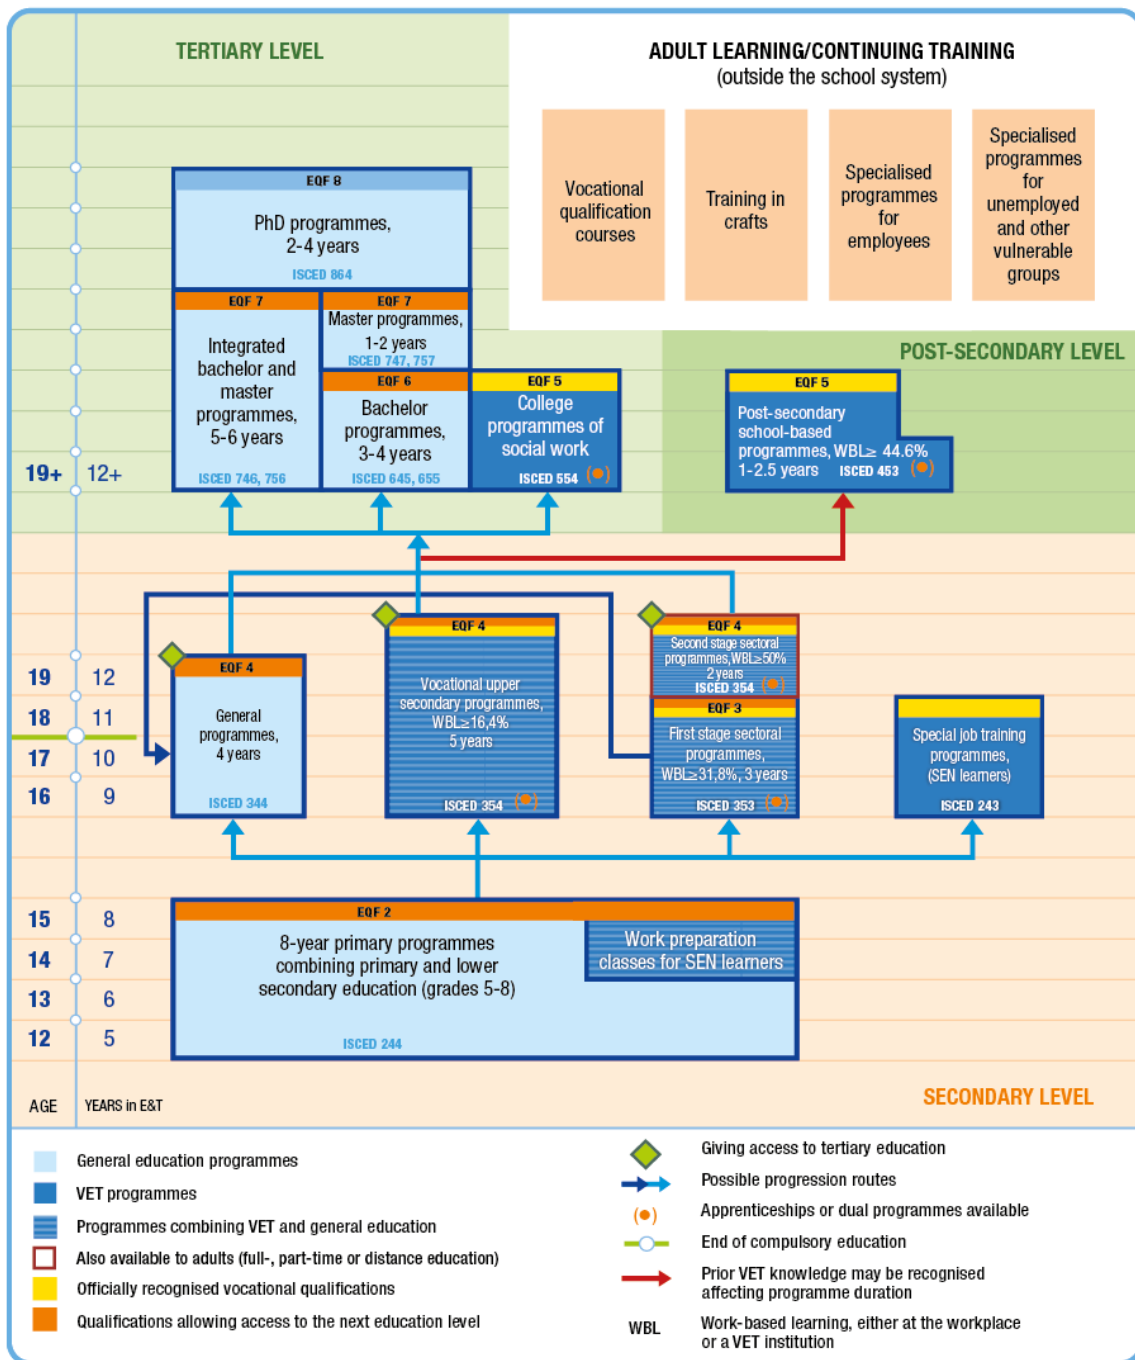 TERTIARY LEVEL
ADULT LEARNING/CONTINUING TRAINING
(outside the school system)
Vocational
qualification
courses
Training in
crafts
Specialised
programmes
for
employees
Specialised
programmes
for
unemployed
and other
vulnerable
groups
EQF 8
PhD programmes,
2-4 years
ISCED 864
EQF 7
Integrated
bachelor and
master
programmes,
5-6 years
ISCED 746, 756
EQF 7
Master programmes,
1-2 years
ISCED 747, 757
EQF 6
Bachelor
programmes,
3-4 years
ISCED 645, 655
EQF 5
College
programmes of
social work
ISCED 554
POST-SECONDARY LEVEL
EQF 5
Post-secondary
school-based
programmes, WBL≥ 44.6%
1-2.5 years ISCED 453
19+ 12+
EQF 4
General
programmes,
4 years
ISCED 344
EQF 4
Vocational upper
secondary programmes,
WBL≥16,4%
5 years
ISCED 354
EQF 4
Second stage sectoral
programmes,WBL≥50%
2 years
ISCED 354
EQF 3
First stage sectoral
programmes,
WBL≥31,8%, 3 years
ISCED 353
Special job training
programmes,
(SEN learners)
ISCED 243
19 12
18 11
17 10
16 9
EQF 2
8-year primary programmes
combining primary and lower
secondary education (grades 5-8)
ISCED 244
Work preparation
classes for SEN learners
15 8
14 7
13 6
12 5
AGE YEARS in E&T
SECONDARY LEVEL
General education programmes
VET programmes
Programmes combining VET and general education
Also available to adults (full-, part-time or distance education)
Officially recognised vocational qualifications
Qualifications allowing access to the next education level
Giving access to tertiary education
Possible progression routes
Apprenticeships or dual programmes available
End of compulsory education
Prior VET knowledge may be recognised
affecting programme duration
WBL Work-based learning, either at the workplace
or a VET institution